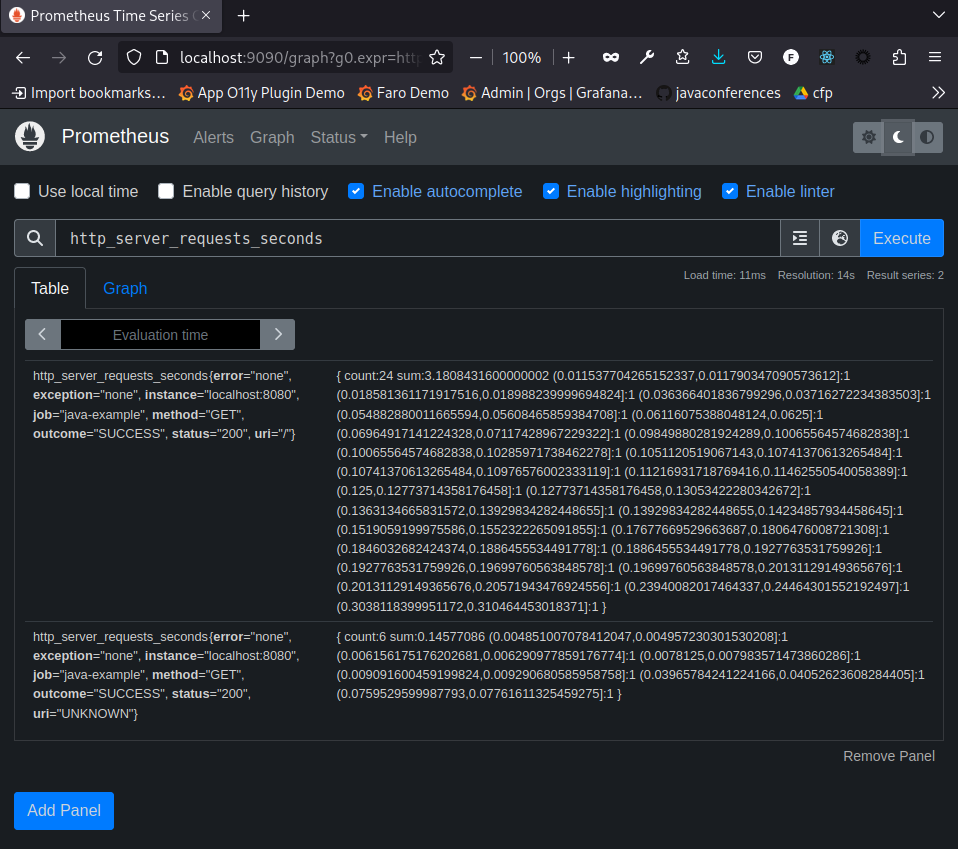 Prometheus Time Series C
localhost:9090/graph?g0.expr=http
100%
Import bookmarks...
App O11y Plugin Demo
Faro Demo
Admin | Orgs | Grafana...
javaconferences
cfp
Prometheus
Alerts
Graph
Status
Help
Use local time
Enable query history
Enable autocomplete
Enable highlighting
Enable linter
http_server_requests_seconds
Execute
Table
Graph
Load time: 11ms
Resolution: 14s
Result series: 2
Evaluation time
http_server_requests_seconds{error="none",
exception="none", instance="localhost:8080",
job="java-example", method="GET",
outcome="SUCCESS", status="200", uri="/"}
{ count:24 sum:3.1808431600000002 (0.011537704265152337,0.011790347090573612]:1
(0.018581361171917516,0.018988239999694824]:1 (0.036366401836799296,0.03716272234383503]:1
(0.054882880011665594,0.05608465859384708]:1 (0.06116075388048124,0.0625]:1
(0.06964917141224328,0.07117428967229322]:1 (0.09849880281924289,0.10065564574682838]:1
(0.10065564574682838,0.10285971738462278]:1 (0.1051120519067143,0.10741370613265484]:1
(0.10741370613265484,0.10976576002333119]:1 (0.11216931718769416,0.11462550540058389]:1
(0.125,0.12773714358176458]:1 (0.12773714358176458,0.13053422280342672]:1
(0.1363134665831572,0.13929834282448655]:1 (0.13929834282448655,0.14234857934458645]:1
(0.1519059199975586,0.15523222650918​55]:1 (0.17677669529663687,0.1806476008721308]:1
(0.1846032682424374,0.1886455534491778]:1 (0.1886455534491778,0.1927763531759926]:1
(0.1927763531759926,0.19699760563848578]:1 (0.19699760563848578,0.20131129149365676]:1
(0.20131129149365676,0.20571943476924556]:1 (0.23940082017464337,0.24464301552192497]:1
(0.3038118399951172,0.310464453018371]:1 }
http_server_requests_seconds{error="none",
exception="none", instance="localhost:8080",
job="java-example", method="GET",
outcome="SUCCESS", status="200",
uri="UNKNOWN"}
{ count:6 sum:0.14577086 (0.004851007078412047,0.004957230301530208]:1
(0.006156175176202681,0.006290977859176774]:1 (0.0078125,0.007983571473860286]:1
(0.009091600459199824,0.009290680585958758]:1 (0.03965784241224166,0.04052623608284405]:1
(0.0759529599987793,0.07761611325459275]:1 }
Remove Panel
Add Panel